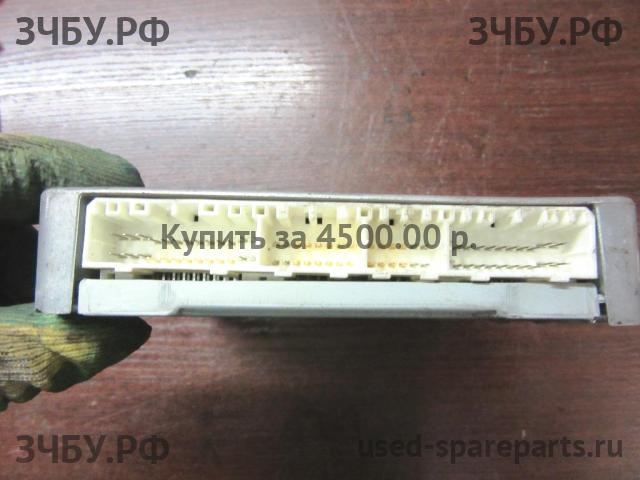 ЗЧБУ.РФ ЗЧБУ.РФ
Купить за 4500.00 р.
ЗЧБУ.РФ used-spareparts.ru